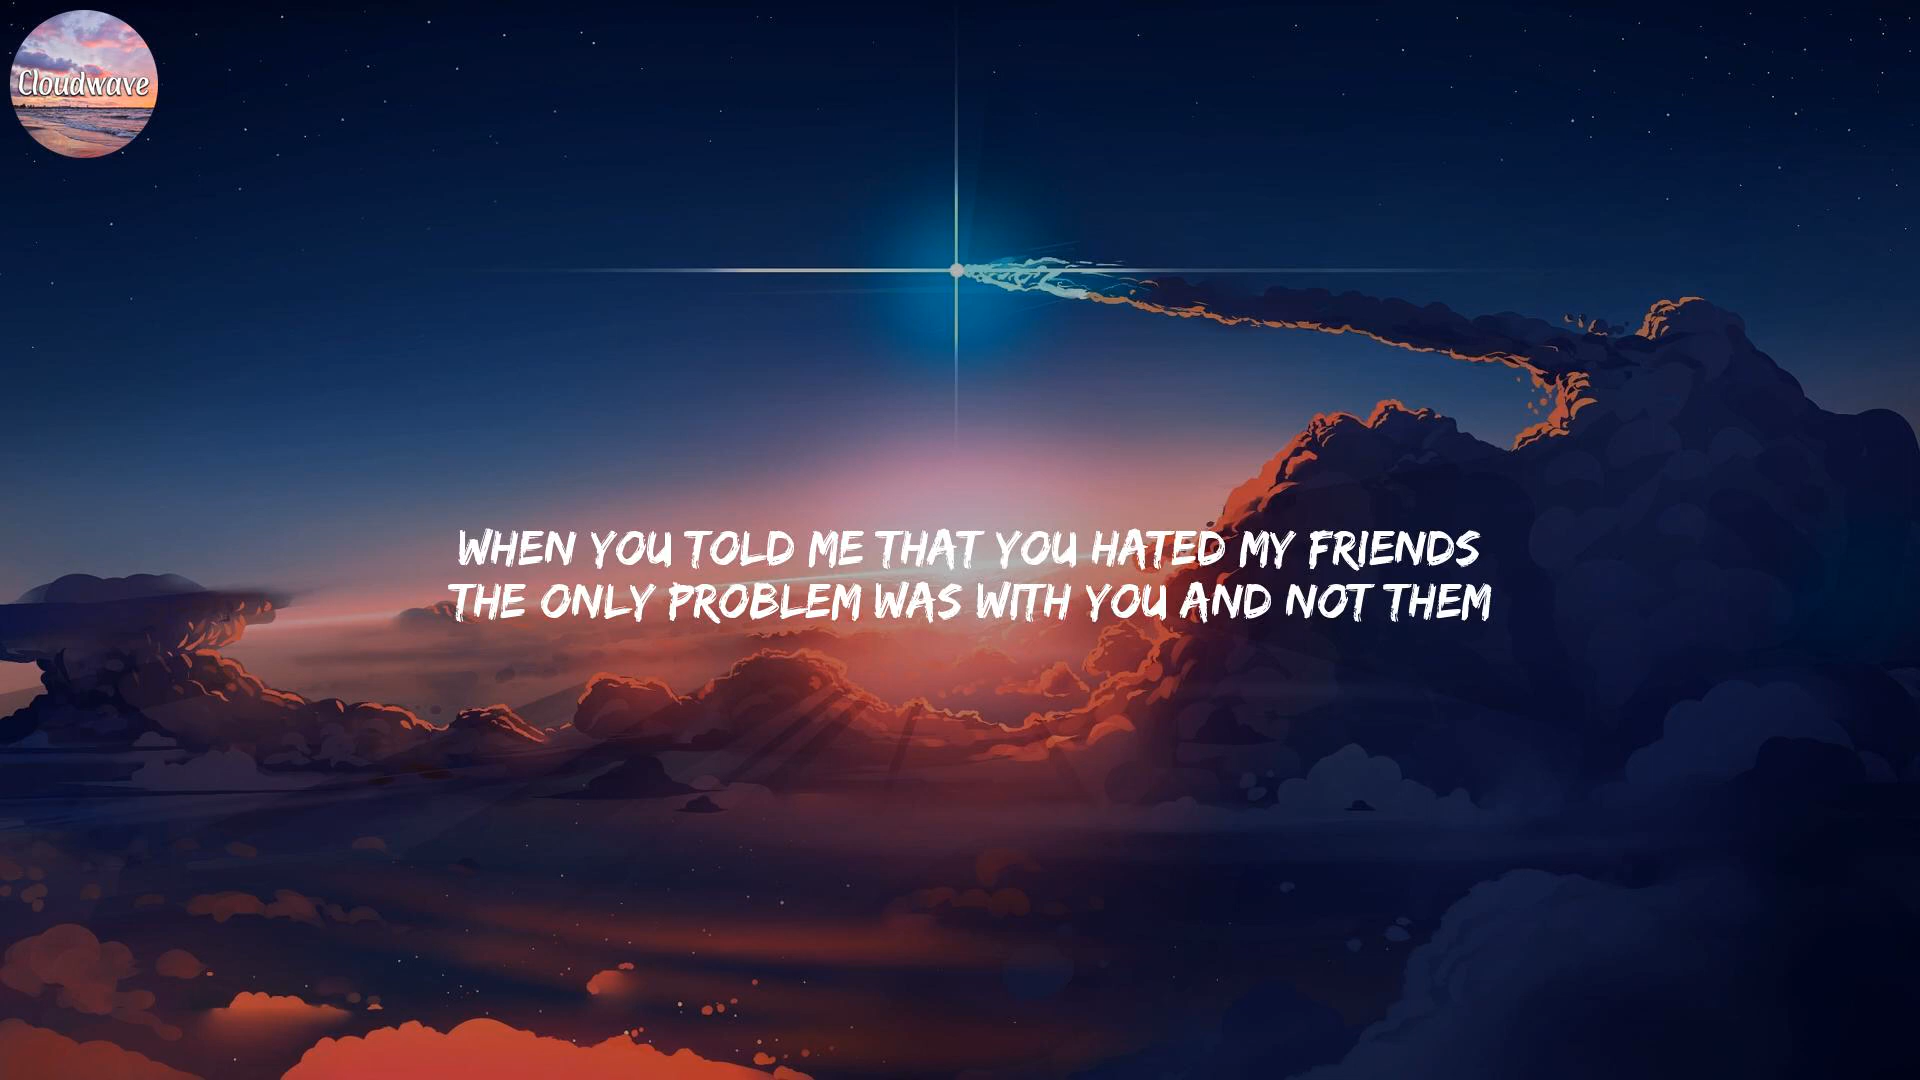 Cloudwave
WHEN YOU TOLD ME THAT YOU HATED MY FRIENDS
THE ONLY PROBLEM WAS WITH YOU AND NOT THEM